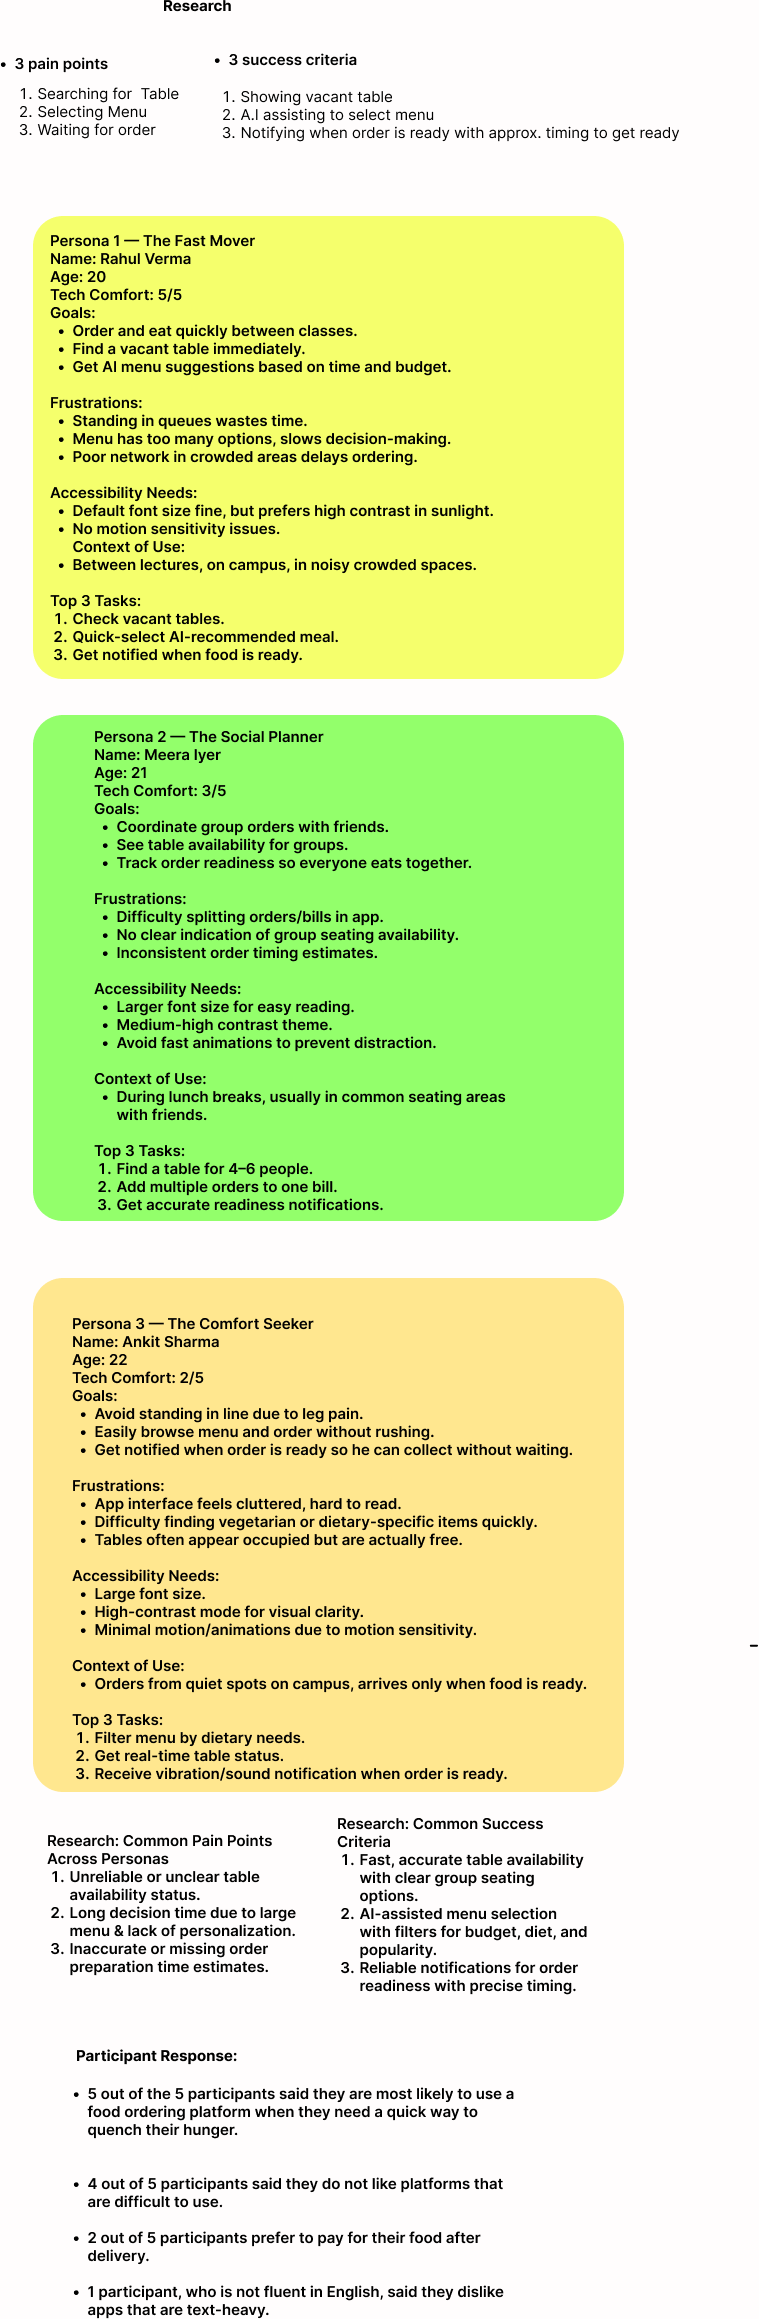 Research
• 3 pain points
1. Searching for  Table
2. Selecting Menu
3. Waiting for order
• 3 success criteria
1. Showing vacant table
2. A.I assisting to select menu
3. Notifying when order is ready with approx. timing to get ready
Persona 1 — The Fast Mover
Name: Rahul Verma
Age: 20
Tech Comfort: 5/5
Goals:
• Order and eat quickly between classes.
• Find a vacant table immediately.
• Get AI menu suggestions based on time and budget.
Frustrations:
• Standing in queues wastes time.
• Menu has too many options, slows decision-making.
• Poor network in crowded areas delays ordering.
Accessibility Needs:
• Default font size fine, but prefers high contrast in sunlight.
• No motion sensitivity issues.
Context of Use:
• Between lectures, on campus, in noisy crowded spaces.
Top 3 Tasks:
1. Check vacant tables.
2. Quick-select AI-recommended meal.
3. Get notified when food is ready.
Persona 2 — The Social Planner
Name: Meera Iyer
Age: 21
Tech Comfort: 3/5
Goals:
• Coordinate group orders with friends.
• See table availability for groups.
• Track order readiness so everyone eats together.
Frustrations:
• Difficulty splitting orders/bills in app.
• No clear indication of group seating availability.
• Inconsistent order timing estimates.
Accessibility Needs:
• Larger font size for easy reading.
• Medium-high contrast theme.
• Avoid fast animations to prevent distraction.
Context of Use:
• During lunch breaks, usually in common seating areas
with friends.
Top 3 Tasks:
1. Find a table for 4–6 people.
2. Add multiple orders to one bill.
3. Get accurate readiness notifications.
Persona 3 — The Comfort Seeker
Name: Ankit Sharma
Age: 22
Tech Comfort: 2/5
Goals:
• Avoid standing in line due to leg pain.
• Easily browse menu and order without rushing.
• Get notified when order is ready so he can collect without waiting.
Frustrations:
• App interface feels cluttered, hard to read.
• Difficulty finding vegetarian or dietary-specific items quickly.
• Tables often appear occupied but are actually free.
Accessibility Needs:
• Large font size.
• High-contrast mode for visual clarity.
• Minimal motion/animations due to motion sensitivity.
Context of Use:
• Orders from quiet spots on campus, arrives only when food is ready.
Top 3 Tasks:
1. Filter menu by dietary needs.
2. Get real-time table status.
3. Receive vibration/sound notification when order is ready.
Research: Common Pain Points
Across Personas
1. Unreliable or unclear table
availability status.
2. Long decision time due to large
menu & lack of personalization.
3. Inaccurate or missing order
preparation time estimates.
Research: Common Success
Criteria
1. Fast, accurate table availability
with clear group seating
options.
2. AI-assisted menu selection
with filters for budget, diet, and
popularity.
3. Reliable notifications for order
readiness with precise timing.
Participant Response:
• 5 out of the 5 participants said they are most likely to use a
food ordering platform when they need a quick way to
quench their hunger.
• 4 out of 5 participants said they do not like platforms that
are difficult to use.
• 2 out of 5 participants prefer to pay for their food after
delivery.
• 1 participant, who is not fluent in English, said they dislike
apps that are text-heavy.